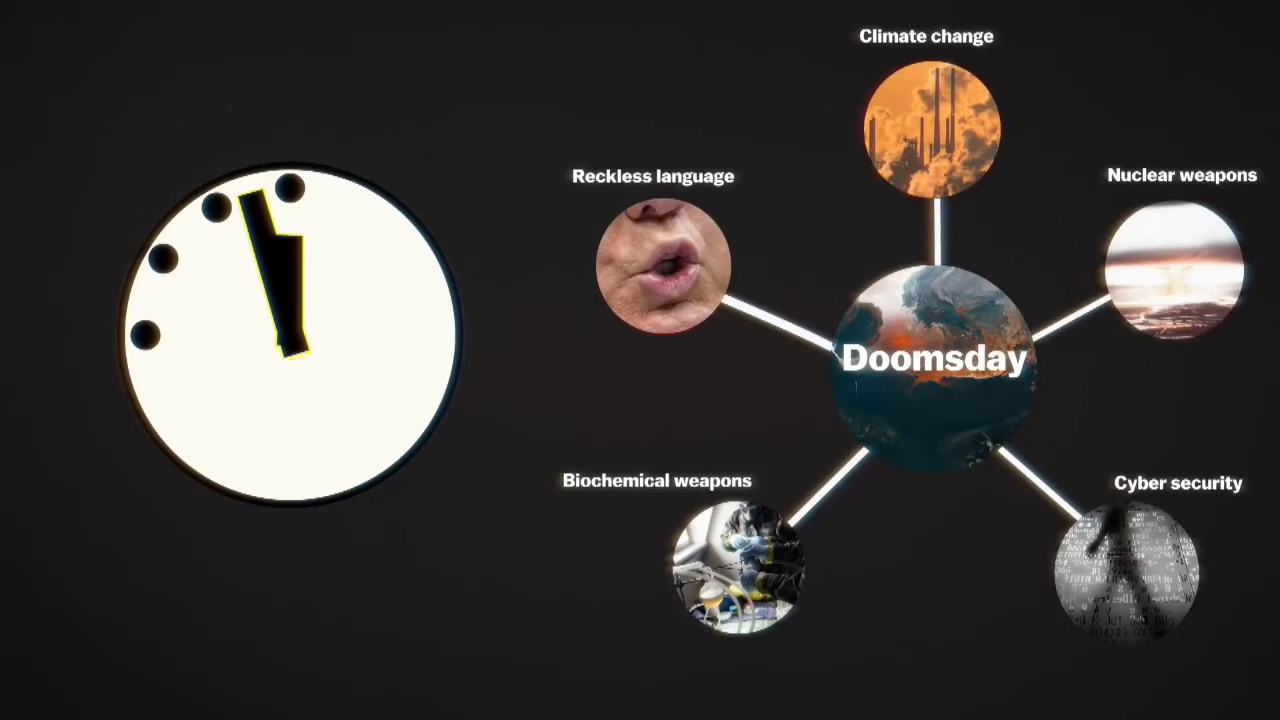 Climate change
Reckless language
Nuclear weapons
Doomsday
Biochemical weapons
Cyber security